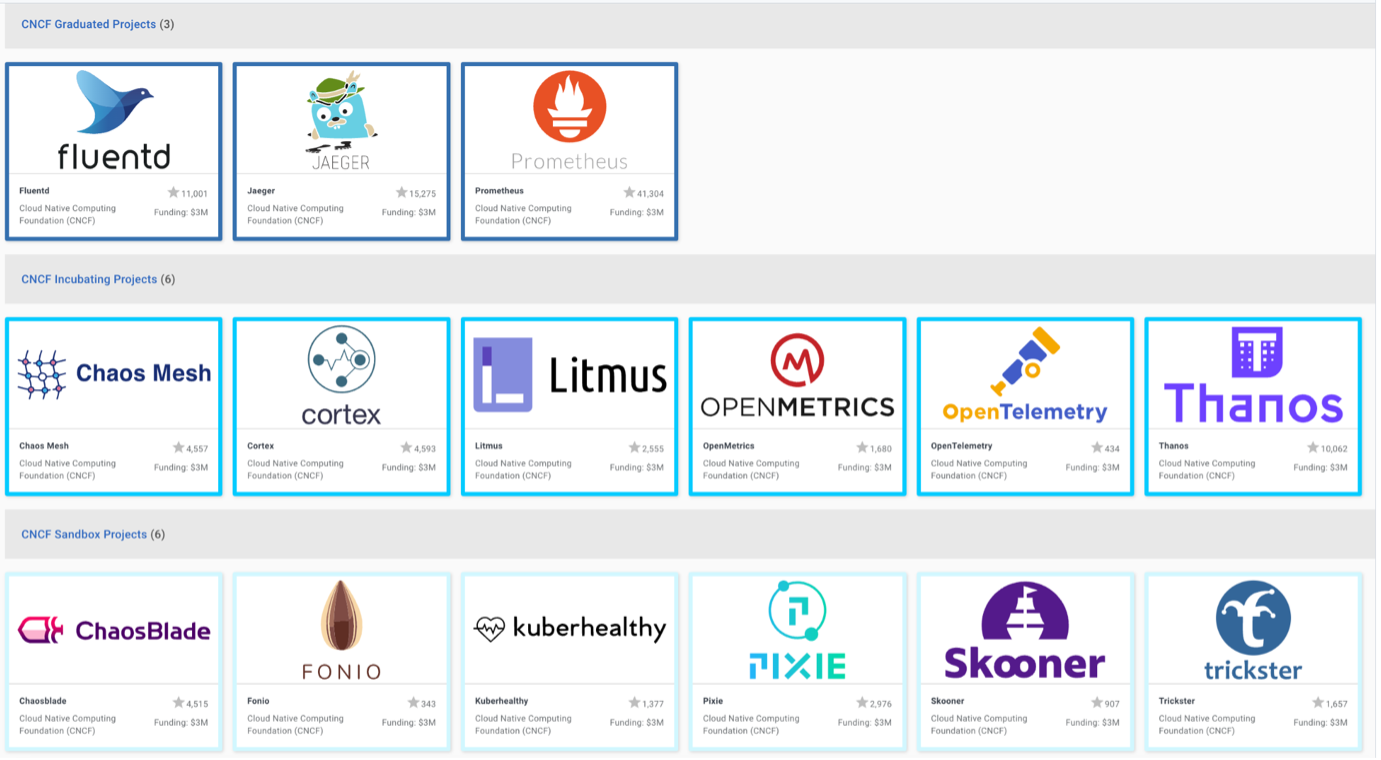 CNCF Graduated Projects (3)
fluentd
JAEGER
Prometheus
Fluentd
11,001
Cloud Native Computing
Foundation (CNCF)
Funding: $3M
Jaeger
15,275
Cloud Native Computing
Foundation (CNCF)
Funding: $3M
Prometheus
41,304
Cloud Native Computing
Foundation (CNCF)
Funding: $3M
CNCF Incubating Projects (6)
Chaos Mesh
cortex
Litmus
OPENMETRICS
OpenTelemetry
Thanos
Chaos Mesh
4,557
Cloud Native Computing
Foundation (CNCF)
Funding: $3M
Cortex
4,593
Cloud Native Computing
Foundation (CNCF)
Funding: $3M
Litmus
2,555
Cloud Native Computing
Foundation (CNCF)
Funding: $3M
OpenMetrics
1,680
Cloud Native Computing
Foundation (CNCF)
Funding: $3M
OpenTelemetry
434
Cloud Native Computing
Foundation (CNCF)
Funding: $3M
Thanos
10,062
Cloud Native Computing
Foundation (CNCF)
Funding: $3M
CNCF Sandbox Projects (6)
ChaosBlade
FONIO
kuberhealthy
PIXIE
Skooner
trickster
Chaosblade
4,515
Cloud Native Computing
Foundation (CNCF)
Funding: $3M
Fonio
343
Cloud Native Computing
Foundation (CNCF)
Funding: $3M
Kuberhealthy
1,377
Cloud Native Computing
Foundation (CNCF)
Funding: $3M
Pixie
2,976
Cloud Native Computing
Foundation (CNCF)
Funding: $3M
Skooner
907
Cloud Native Computing
Foundation (CNCF)
Funding: $3M
Trickster
1,657
Cloud Native Computing
Foundation (CNCF)
Funding: $3M